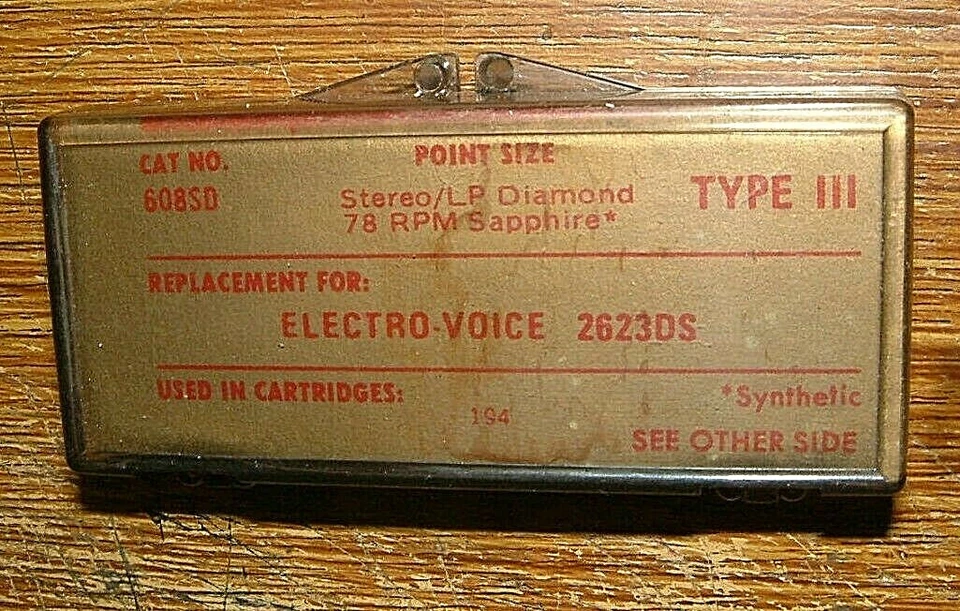 CAT NO.
608SD
POINT SIZE
Stereo/LP Diamond
78 RPM Sapphire*
TYPE III
REPLACEMENT FOR:
ELECTRO-VOICE 2623DS
USED IN CARTRIDGES:
194
*Synthetic
SEE OTHER SIDE